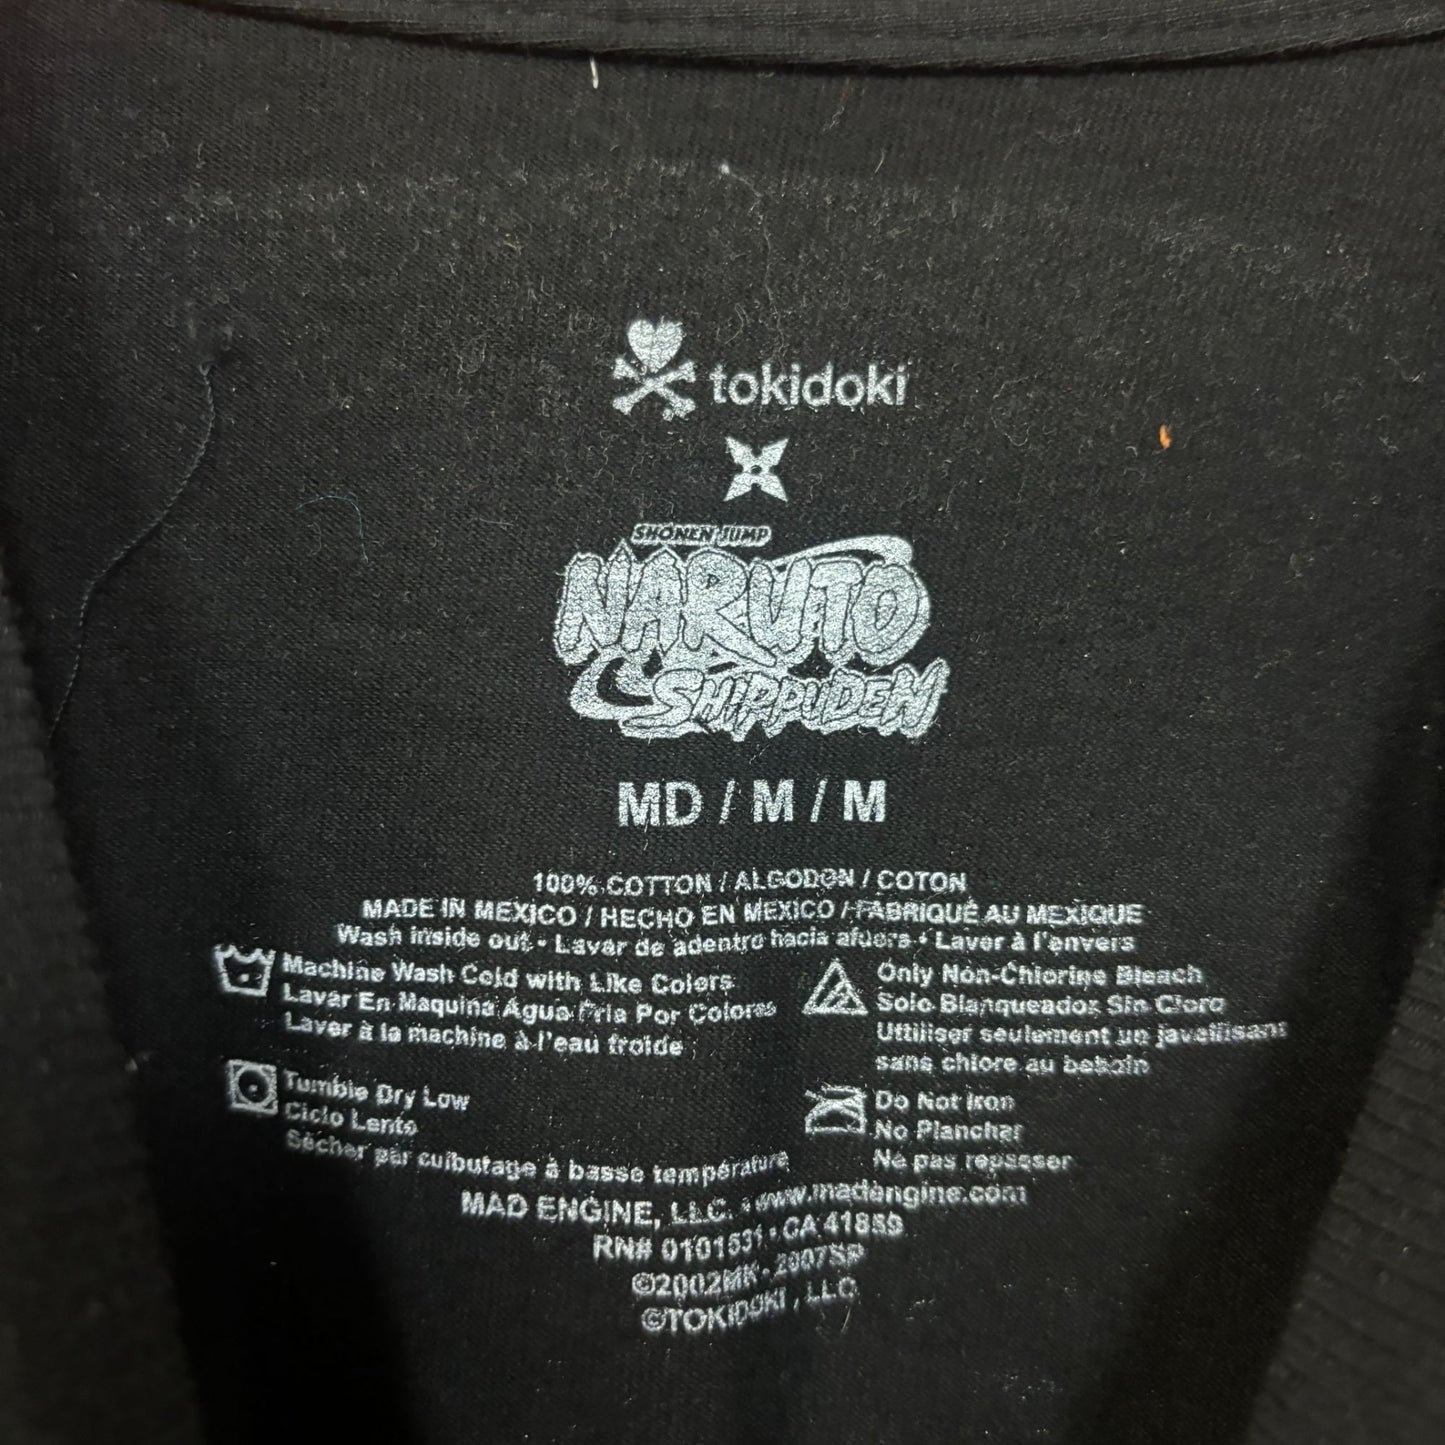 tokidoki
SHONEN JUMP
NARUTO
SHIPPUDEN
MD / M / M
100% COTTON / ALGODON / COTON
MADE IN MEXICO / HECHO EN MEXICO / FABRIQUÉ AU MEXIQUE
Wash inside out • Lavar de adentro hacia afuera • Laver à l'envers
Machine Wash Cold with Like Colors
Lavar En Maquina Agua Fria Por Colores
Laver à la machine à l'eau froide
Only Non-Chlorine Bleach
Solo Blanqueador Sin Cloro
Uttiliser seulement un javellisant
sans chlore au besoin
Tumble Dry Low
Ciclo Lento
Sécher par culbutage à basse température
Do Not Iron
No Planchar
Ne pas repasser
MAD ENGINE, LLC. • www.madengine.com
RN# 0101531 • CA 41859
©2002MK • 2007SP
©TOKIDOKI, LLC